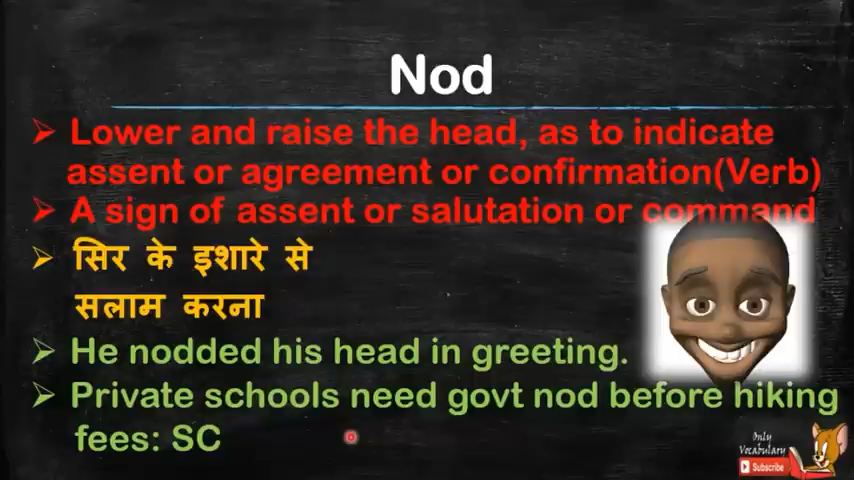 Nod
➢ Lower and raise the head, as to indicate
assent or agreement or confirmation(Verb)
➢ A sign of assent or salutation or command
➢ सिर के इशारे से
सलाम करना
➢ He nodded his head in greeting.
➢ Private schools need govt nod before hiking
fees: SC
Only
Vocabulary
Subscribe